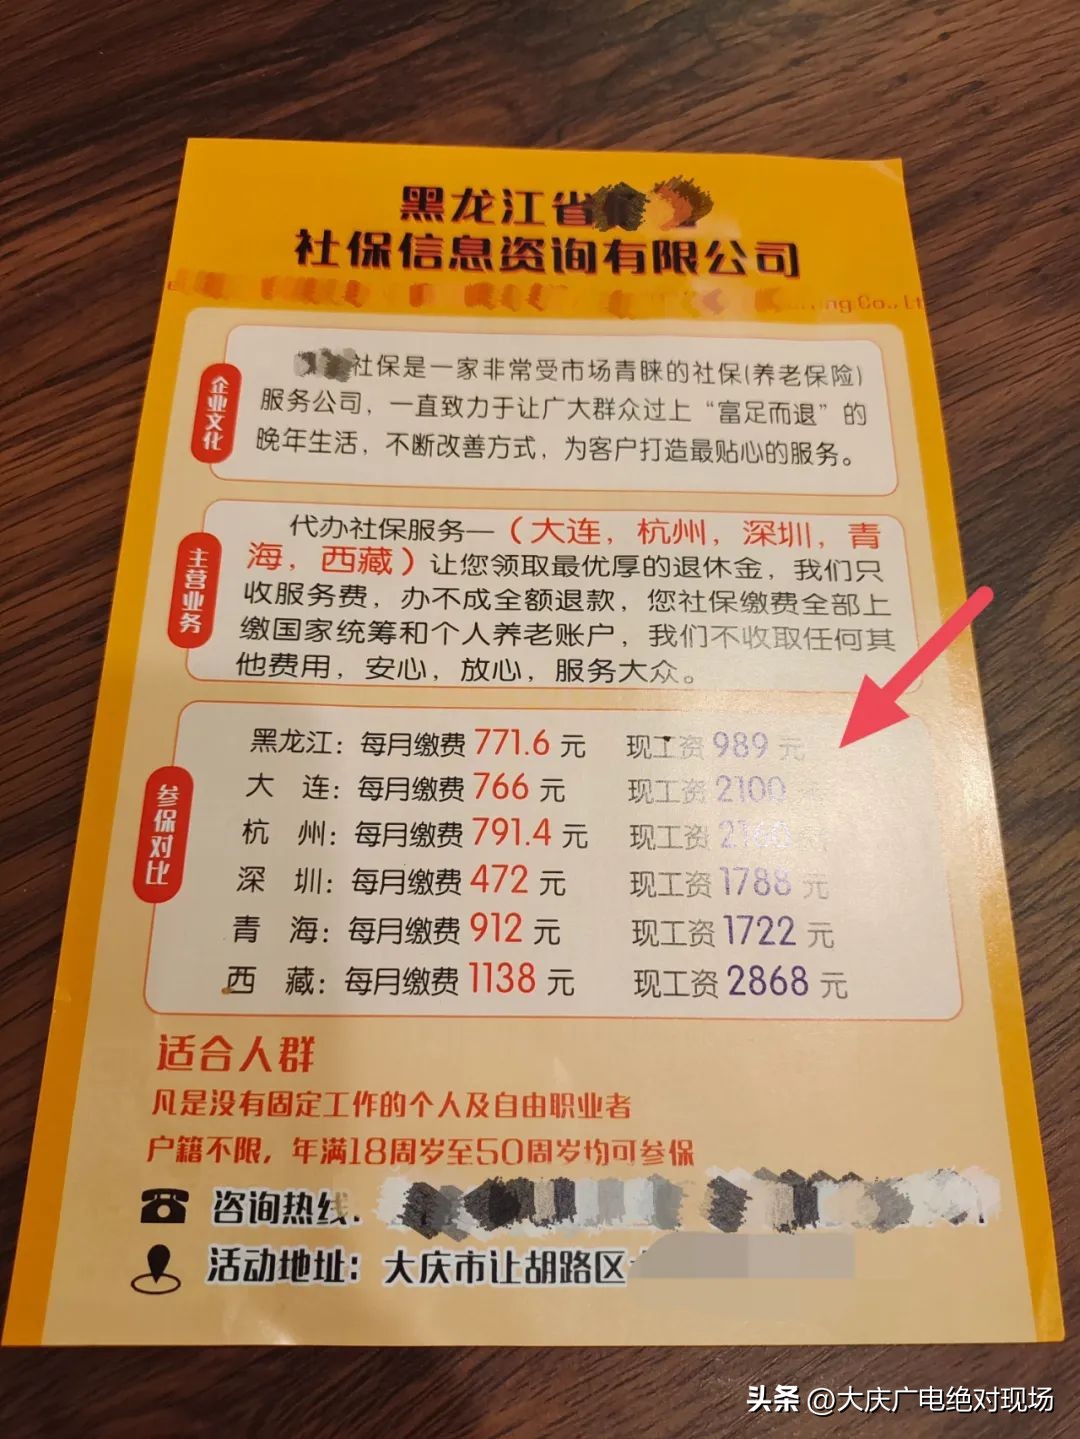 黑龙江省
社保信息资询有限公司
ng Co., Lt
企业文化
社保是一家非常受市场青睐的社保(养老保险)
服务公司，一直致力于让广大群众过上“富足而退”的
晚年生活，不断改善方式，为客户打造最贴心的服务。
主营业务
代办社保服务—（大连，杭州，深圳，青
海，西藏）让您领取最优厚的退休金，我们只
收服务费，办不成全额退款，您社保缴费全部上
缴国家统筹和个人养老账户，我们不收取任何其
他费用，安心，放心，服务大众。
参保对比
黑龙江：每月缴费 771.6 元 现工资 989 元
大 连：每月缴费 766 元 现工资 2100
杭 州：每月缴费 791.4 元 现工资
深 圳：每月缴费 472 元 现工资 1788 元
青 海：每月缴费 912 元 现工资 1722 元
西 藏：每月缴费 1138 元 现工资 2868 元
适合人群
凡是没有固定工作的个人及自由职业者
户籍不限，年满18周岁至50周岁均可参保
咨询热线：
活动地址：大庆市让胡路区
头条 @大庆广电绝对现场